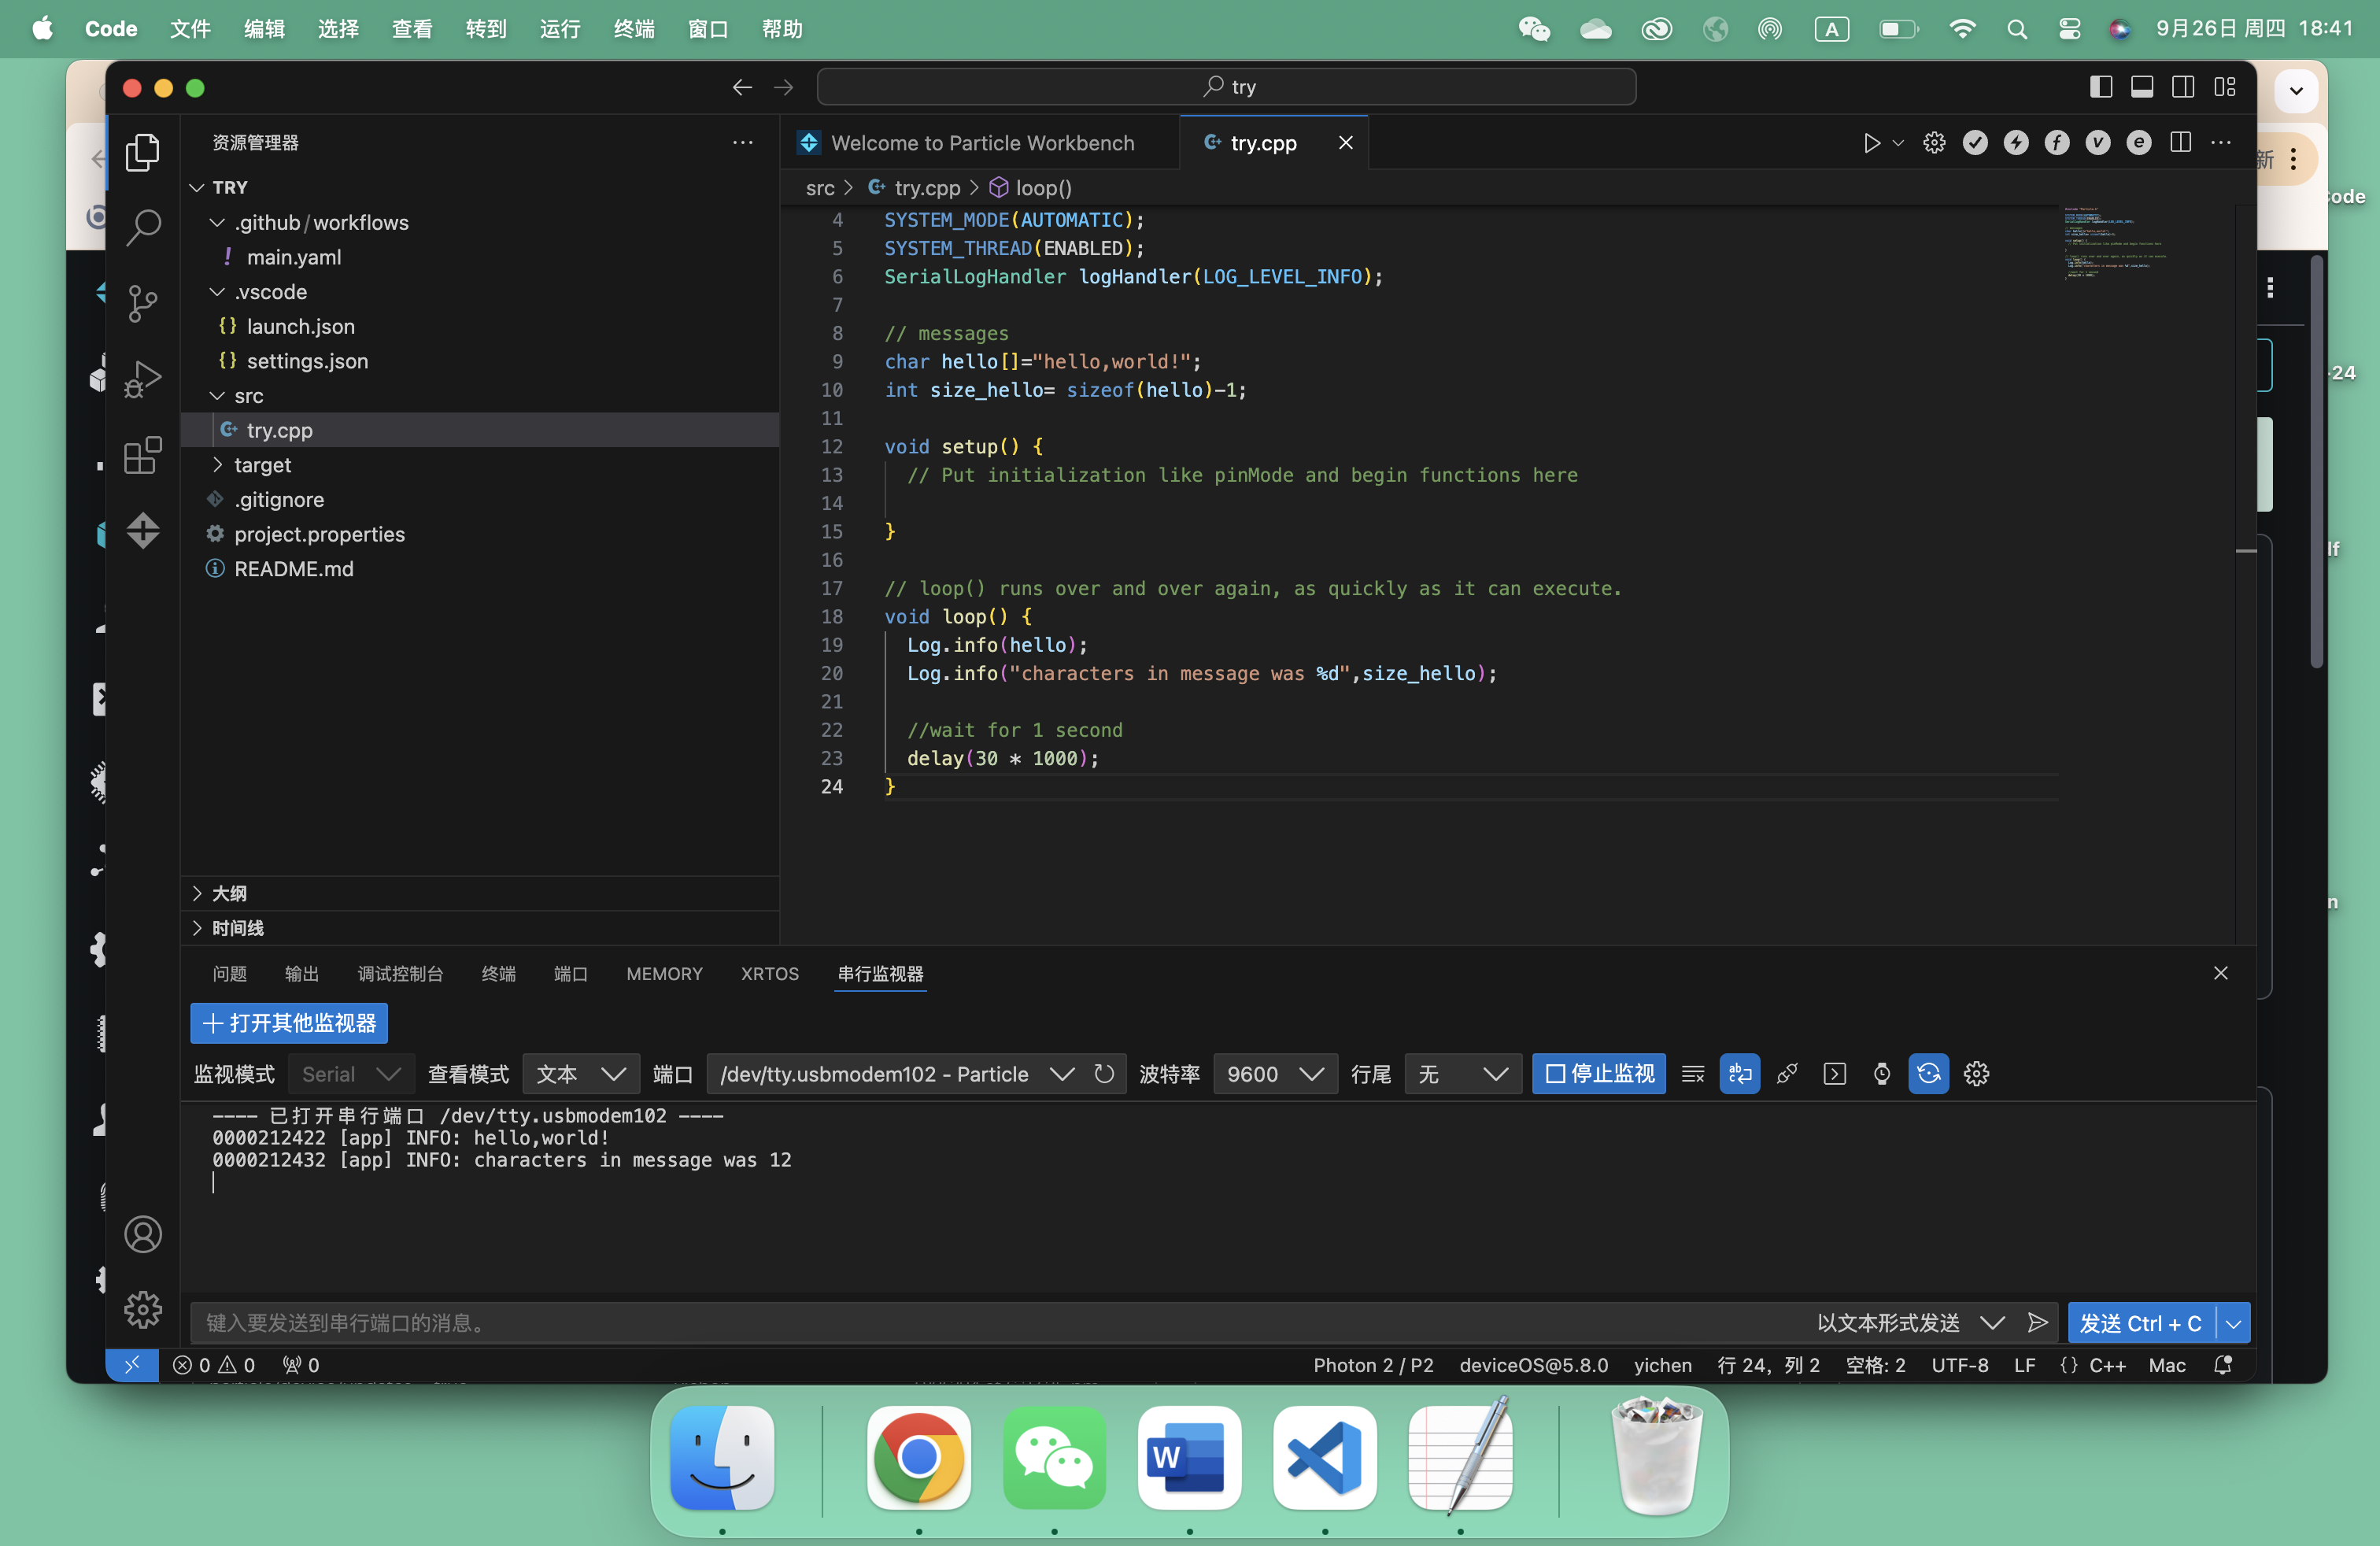 Code 文件 编辑 选择 查看 转到 运行 终端 窗口 帮助 A 9月26日 周四 18:41
try
资源管理器
TRY
.github/workflows
main.yaml
.vscode
launch.json
settings.json
src
try.cpp
target
.gitignore
project.properties
README.md
大纲
时间线
Welcome to Particle Workbench
try.cpp
src > try.cpp > loop()
4 SYSTEM_MODE(AUTOMATIC);
5 SYSTEM_THREAD(ENABLED);
6 SerialLogHandler logHandler(LOG_LEVEL_INFO);
7
8 // messages
9 char hello[]="hello,world!";
10 int size_hello= sizeof(hello)-1;
11
12 void setup() {
13 // Put initialization like pinMode and begin functions here
14
15 }
16
17 // loop() runs over and over again, as quickly as it can execute.
18 void loop() {
19 Log.info(hello);
20 Log.info("characters in message was %d",size_hello);
21
22 //wait for 1 second
23 delay(30 * 1000);
24 }
问题 输出 调试控制台 终端 端口 MEMORY XRTOS 串行监视器
打开其他监视器
监视模式 Serial 查看模式 文本 端口 /dev/tty.usbmodem102 - Particle 波特率 9600 行尾 无 停止监视
---- 已打开串行端口 /dev/tty.usbmodem102 ----
0000212422 [app] INFO: hello,world!
0000212432 [app] INFO: characters in message was 12
键入要发送到串行端口的消息。 以文本形式发送 发送 Ctrl + C
0 0 0 Photon 2 / P2 deviceOS@5.8.0 yichen 行 24，列 2 空格: 2 UTF-8 LF {} C++ Mac
新
W